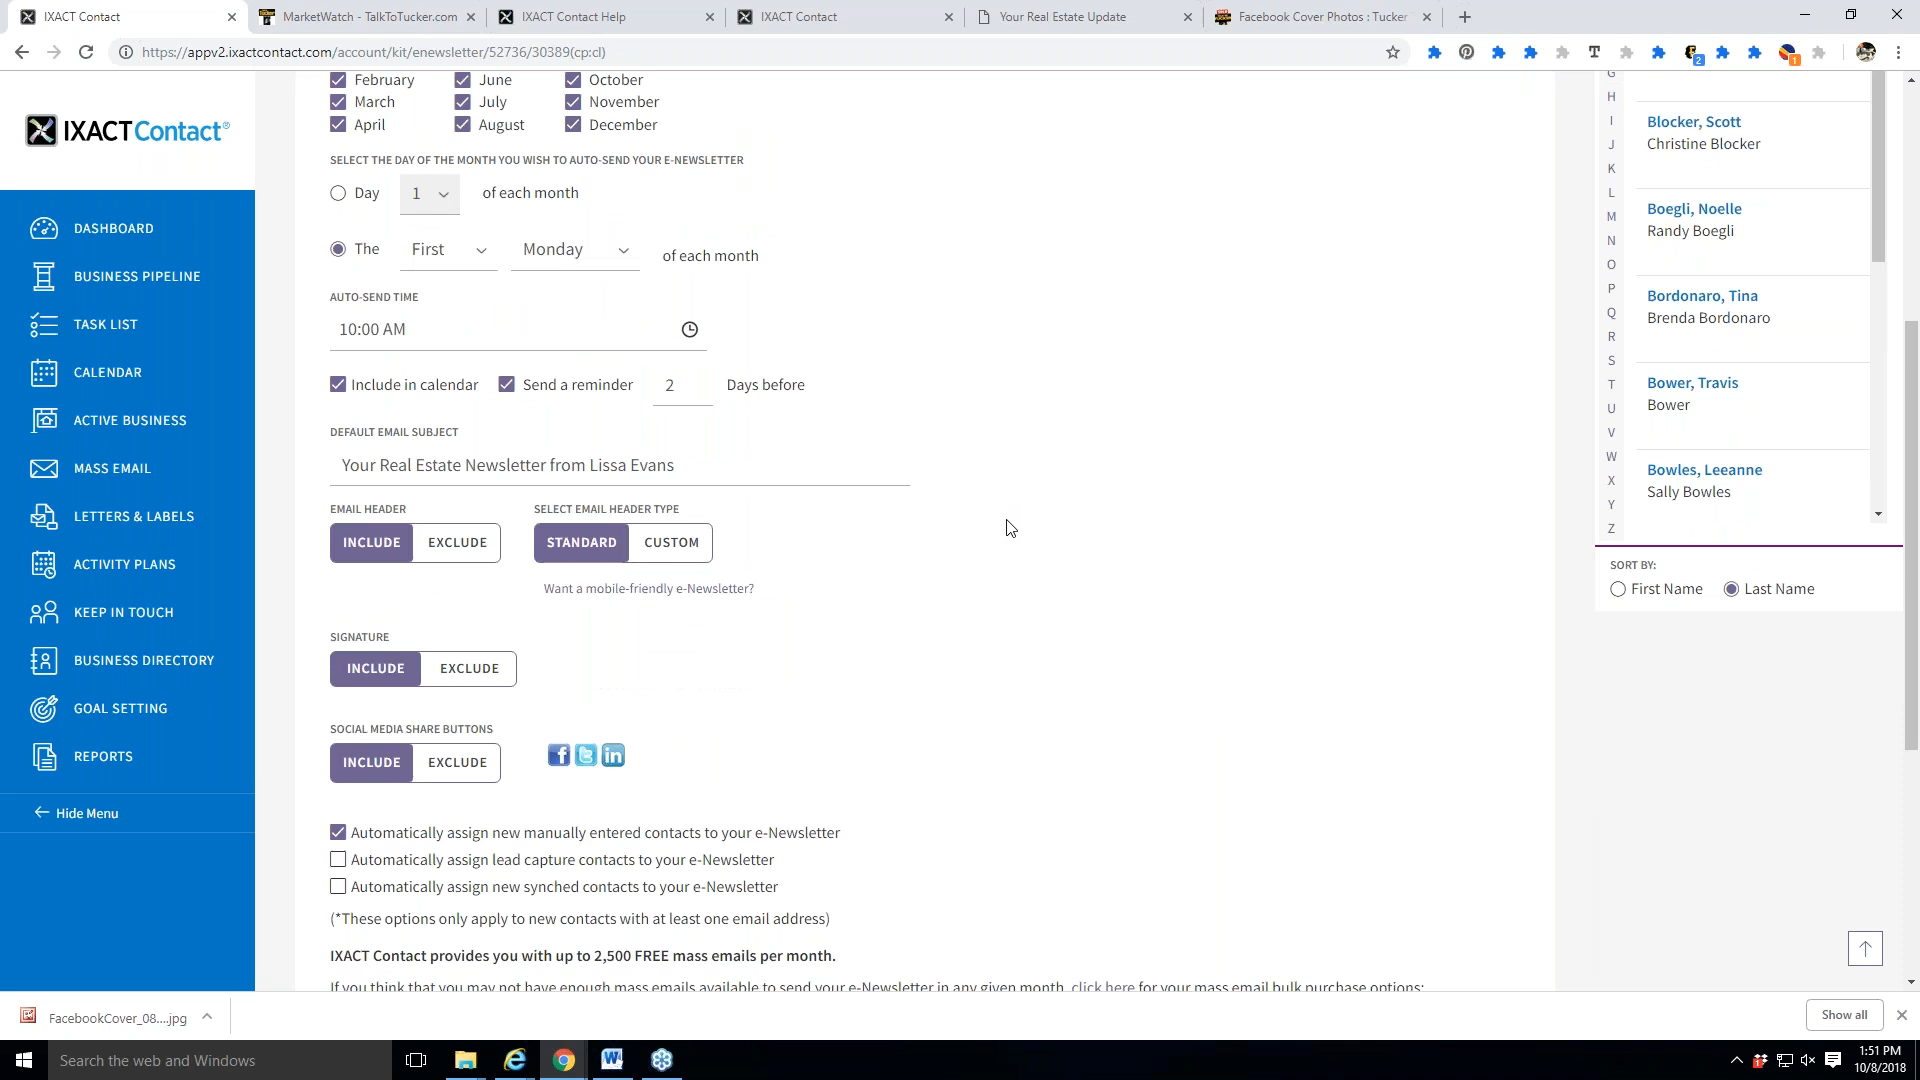 IXACT Contact
MarketWatch - TalkToTucker.com
IXACT Contact Help
IXACT Contact
Your Real Estate Update
Facebook Cover Photos : Tucker
https://appv2.ixactcontact.com/account/kit/enewsletter/52736/30389(cp:cl)
2
1
IXACTContact®
DASHBOARD
BUSINESS PIPELINE
TASK LIST
CALENDAR
ACTIVE BUSINESS
MASS EMAIL
LETTERS & LABELS
ACTIVITY PLANS
KEEP IN TOUCH
BUSINESS DIRECTORY
GOAL SETTING
REPORTS
Hide Menu
February June October
March July November
April August December
SELECT THE DAY OF THE MONTH YOU WISH TO AUTO-SEND YOUR E-NEWSLETTER
Day 1 of each month
The First Monday of each month
AUTO-SEND TIME
10:00 AM
Include in calendar Send a reminder 2 Days before
DEFAULT EMAIL SUBJECT
Your Real Estate Newsletter from Lissa Evans
EMAIL HEADER SELECT EMAIL HEADER TYPE
INCLUDE EXCLUDE STANDARD CUSTOM
Want a mobile-friendly e-Newsletter?
SIGNATURE
INCLUDE EXCLUDE
SOCIAL MEDIA SHARE BUTTONS
INCLUDE EXCLUDE
Automatically assign new manually entered contacts to your e-Newsletter
Automatically assign lead capture contacts to your e-Newsletter
Automatically assign new synched contacts to your e-Newsletter
(*These options only apply to new contacts with at least one email address)
IXACT Contact provides you with up to 2,500 FREE mass emails per month.
If you think that you may not have enough mass emails available to send your e-Newsletter in any given month, click here for your mass email bulk purchase options:
G
H
I
J
K
L
M
N
O
P
Q
R
S
T
U
V
W
X
Y
Z
Blocker, Scott
Christine Blocker
Boegli, Noelle
Randy Boegli
Bordonaro, Tina
Brenda Bordonaro
Bower, Travis
Bower
Bowles, Leeanne
Sally Bowles
SORT BY:
First Name Last Name
FacebookCover_08....jpg
Show all
Search the web and Windows
1:51 PM
10/8/2018